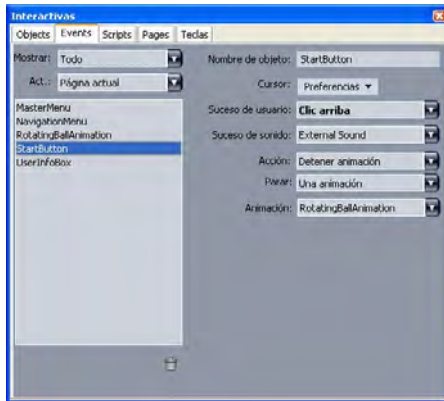 Interactivas
Objects Events Scripts Pages Teclas
Mostrar: Todo
Act.: Página actual
MasterMenu
NavigationMenu
RotatingBallAnimation
StartButton
UserInfoBox
Nombre de objeto: StartButton
Cursor: Preferencias
Suceso de usuario: Clic arriba
Suceso de sonido: External Sound
Acción: Detener animación
Parar: Una animación
Animación: RotatingBallAnimation